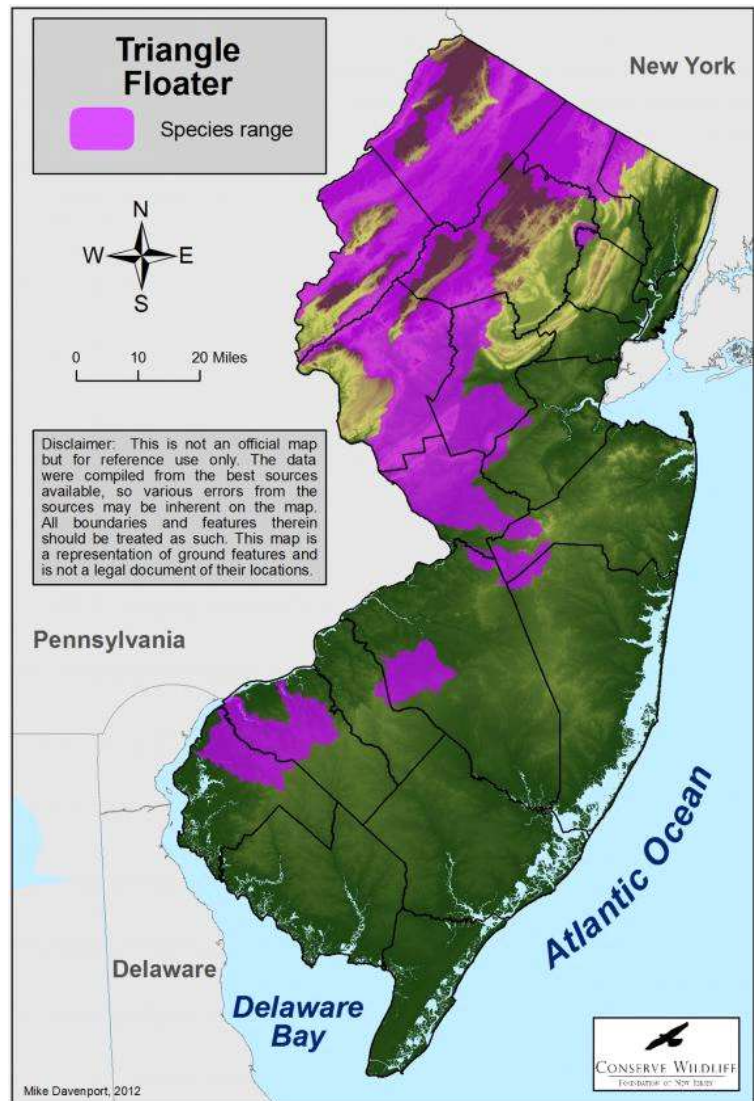 Triangle
Floater
Species range
New York
N
W E
S
0 10 20 Miles
Disclaimer: This is not an official map
but for reference use only. The data
were compiled from the best sources
available, so various errors from the
sources may be inherent on the map.
All boundaries and features therein
should be treated as such. This map is
a representation of ground features and
is not a legal document of their locations.
Pennsylvania
Atlantic Ocean
Delaware
Delaware
Bay
CONSERVE WILDLIFE
FOUNDATION OF NEW JERSEY
Mike Davenport, 2012